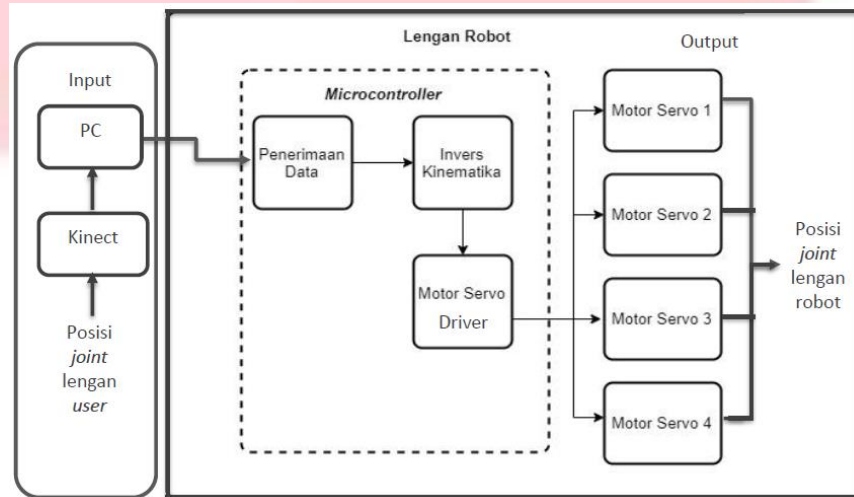 Input
PC
Kinect
Posisi
joint
lengan
user
Lengan Robot
Microcontroller
Penerimaan
Data
Invers
Kinematika
Motor Servo
Driver
Output
Motor Servo 1
Motor Servo 2
Motor Servo 3
Motor Servo 4
Posisi
joint
lengan
robot